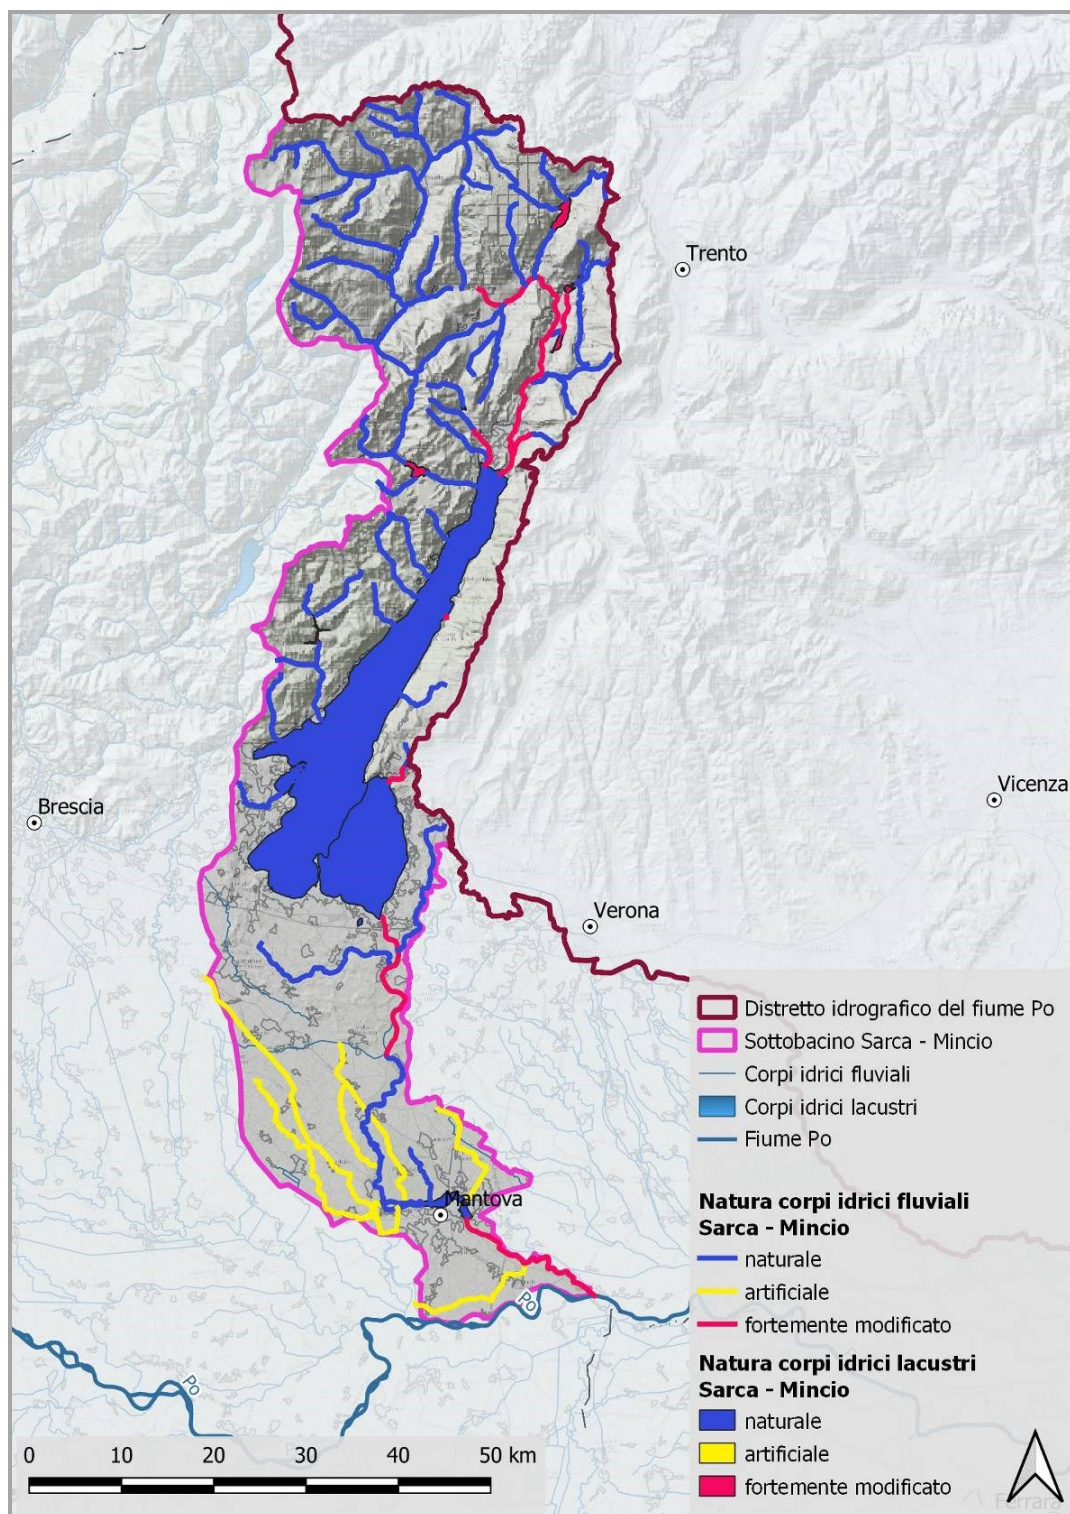 Trento
Brescia
Vicenza
Verona
Mantova
Po
Po
Distretto idrografico del fiume Po
Sottobacino Sarca - Mincio
Corpi idrici fluviali
Corpi idrici lacustri
Fiume Po
Natura corpi idrici fluviali
Sarca - Mincio
naturale
artificiale
fortemente modificato
Natura corpi idrici lacustri
Sarca - Mincio
naturale
artificiale
fortemente modificato
0 10 20 30 40 50 km
Ferrara